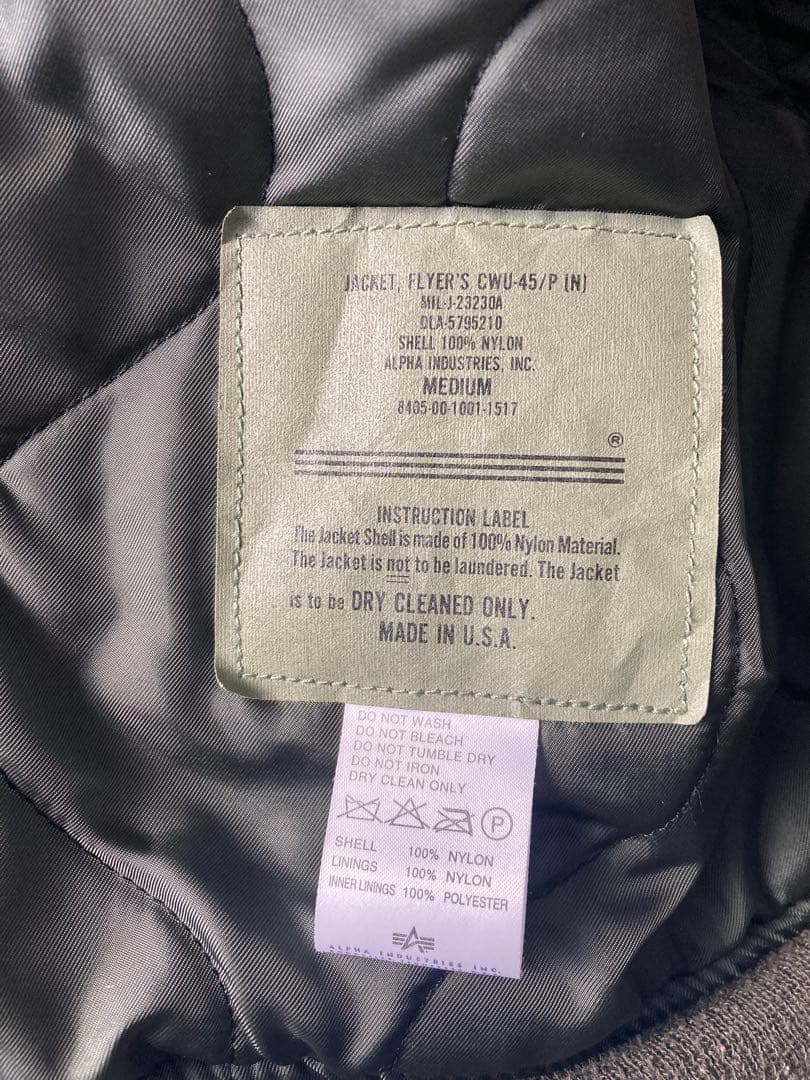 JACKET, FLYER'S CWU-45/P (N)
MIL-J-23230A
DLA-5795210
SHELL 100% NYLON
ALPHA INDUSTRIES, INC.
MEDIUM
8405-00-1001-1517
®
INSTRUCTION LABEL
The Jacket Shell is made of 100% Nylon Material.
The Jacket is not to be laundered. The Jacket
is to be DRY CLEANED ONLY.
MADE IN U.S.A.
DO NOT WASH
DO NOT BLEACH
DO NOT TUMBLE DRY
DO NOT IRON
DRY CLEAN ONLY
P
SHELL 100% NYLON
LININGS 100% NYLON
INNER LININGS 100% POLYESTER
ALPHA INDUSTRIES INC.